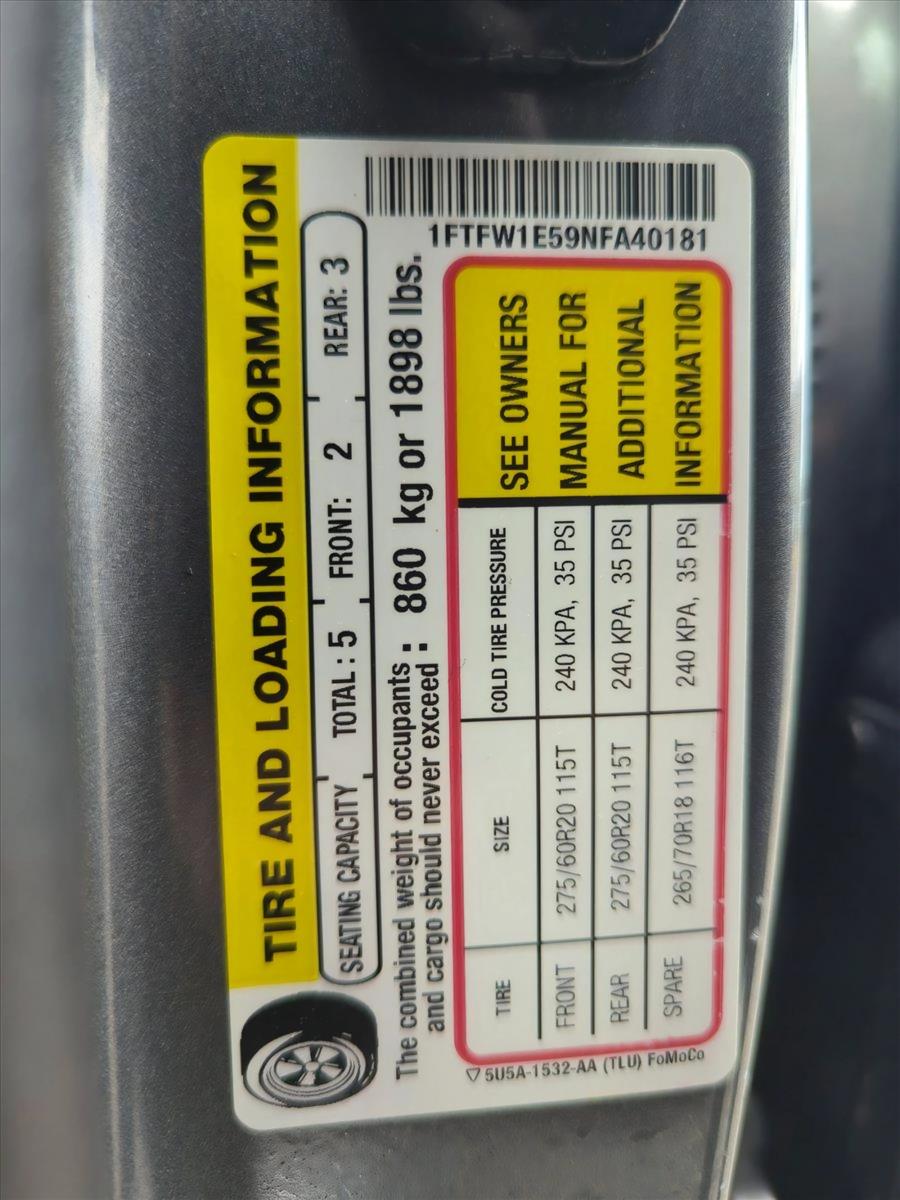 TIRE AND LOADING INFORMATION
SEATING CAPACITY TOTAL : 5 FRONT: 2 REAR: 3
The combined weight of occupants and cargo should never exceed : 860 kg or 1898 lbs.
1FTFW1E59NFA40181
TIRE SIZE COLD TIRE PRESSURE
FRONT 275/60R20 115T 240 KPA, 35 PSI
REAR 275/60R20 115T 240 KPA, 35 PSI
SPARE 265/70R18 116T 240 KPA, 35 PSI
SEE OWNERS
MANUAL FOR
ADDITIONAL
INFORMATION
▽ 5U5A-1532-AA (TLU) FoMoCo